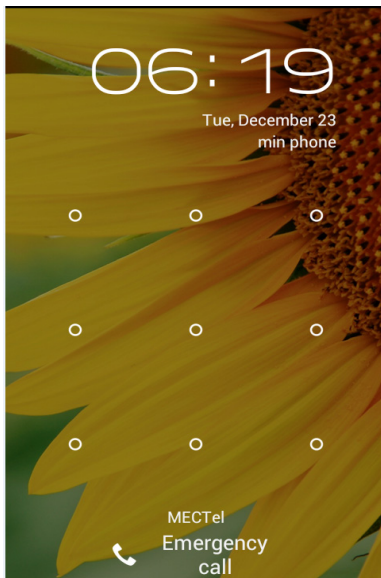 06:19
Tue, December 23
min phone
MECTel
Emergency
call